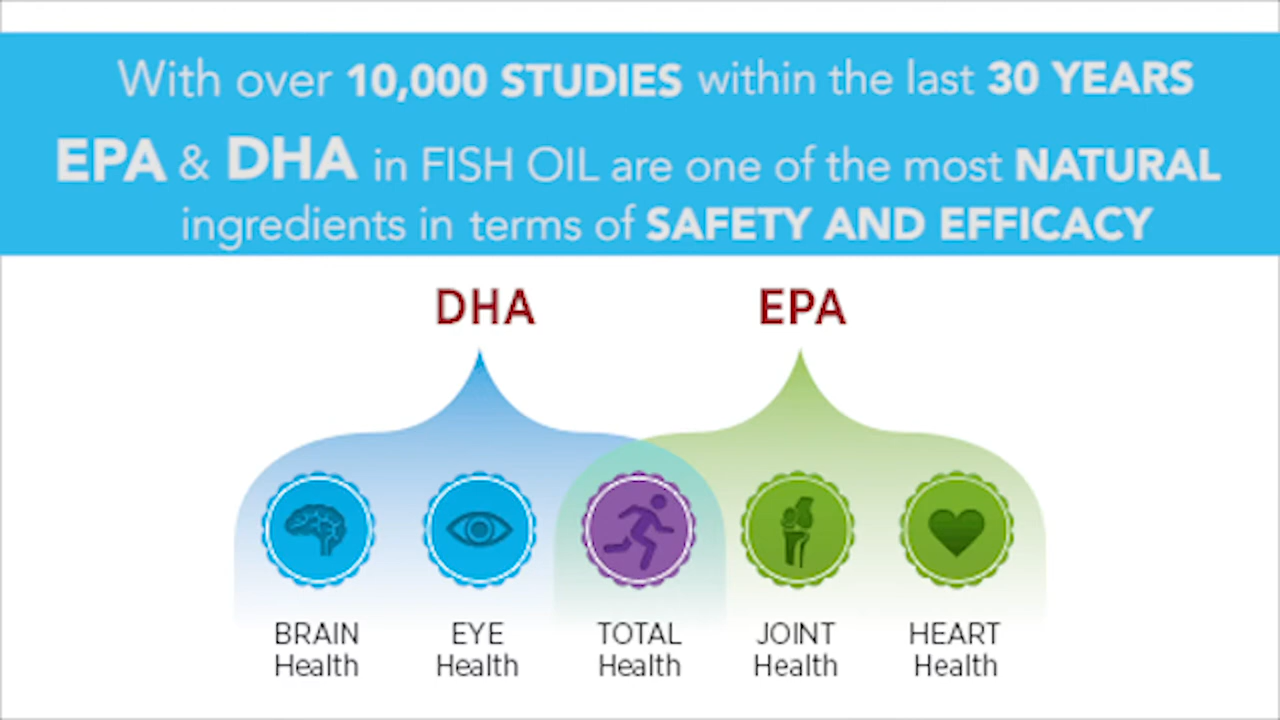 With over 10,000 STUDIES within the last 30 YEARS
EPA & DHA in FISH OIL are one of the most NATURAL
ingredients in terms of SAFETY AND EFFICACY
DHA
EPA
BRAIN
Health
EYE
Health
TOTAL
Health
JOINT
Health
HEART
Health